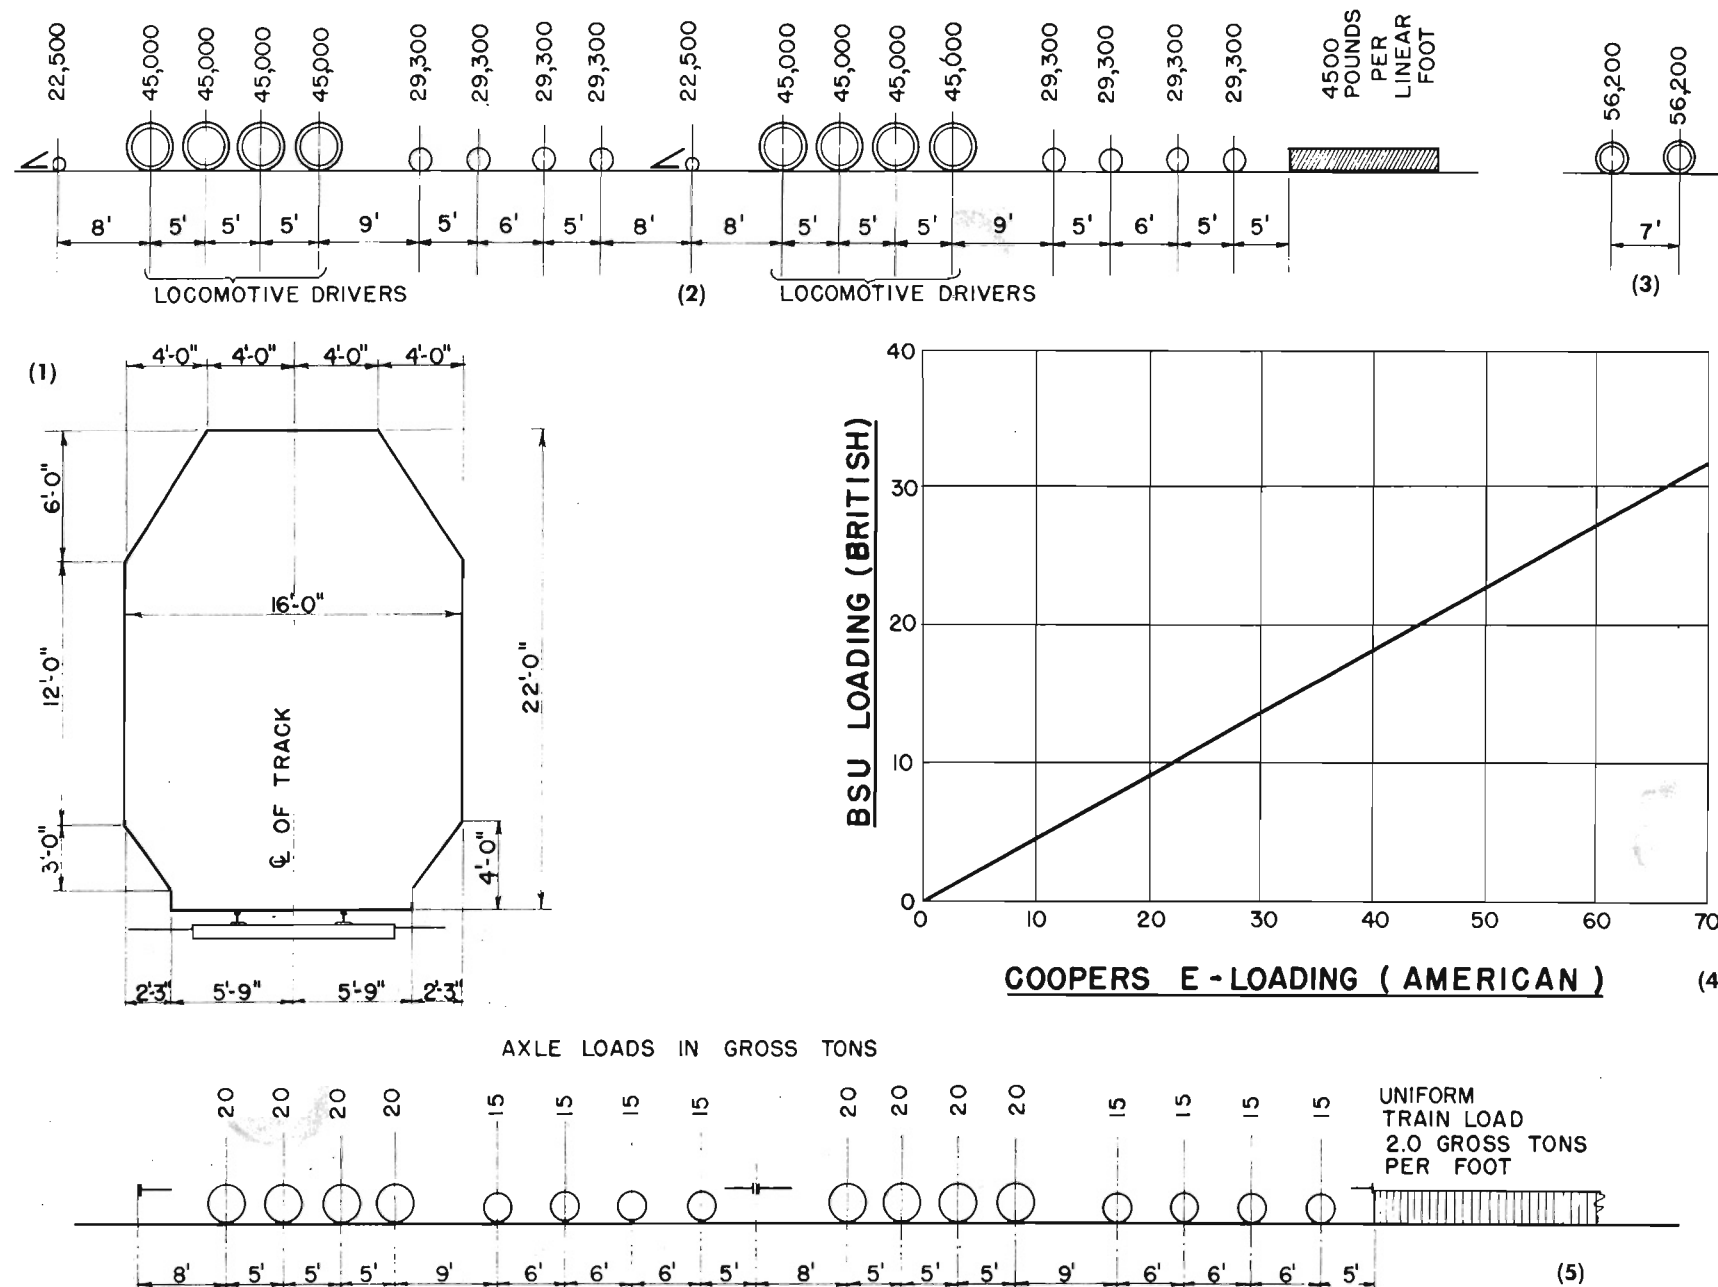 22,500 45,000 45,000 45,000 45,000 29,300 29,300 29,300 29,300 22,500 45,000 45,000 45,000 45,000 29,300 29,300 29,300 29,300
4500
POUNDS
PER
LINEAR
FOOT
56,200 56,200
8' 5' 5' 5' 9' 5' 6' 5' 8' 8' 5' 5' 5' 9' 5' 6' 5' 5'
7'
LOCOMOTIVE DRIVERS
(2)
LOCOMOTIVE DRIVERS
(3)
(1)
4'-0" 4'-0" 4'-0" 4'-0"
6'-0"
16'-0"
12'-0"
22'-0"
℄ OF TRACK
3'-0"
4'-0"
2'-3" 5'-9" 5'-9" 2'-3"
BSU LOADING (BRITISH)
40
30
20
10
0
0 10 20 30 40 50 60 70
COOPERS E-LOADING (AMERICAN)
(4
AXLE LOADS IN GROSS TONS
20 20 20 20 15 15 15 15 20 20 20 20 15 15 15 15
UNIFORM
TRAIN LOAD
2.0 GROSS TONS
PER FOOT
8' 5' 5' 5' 9' 6' 6' 6' 5' 8' 5' 5' 5' 9' 6' 6' 6' 5'
(5)